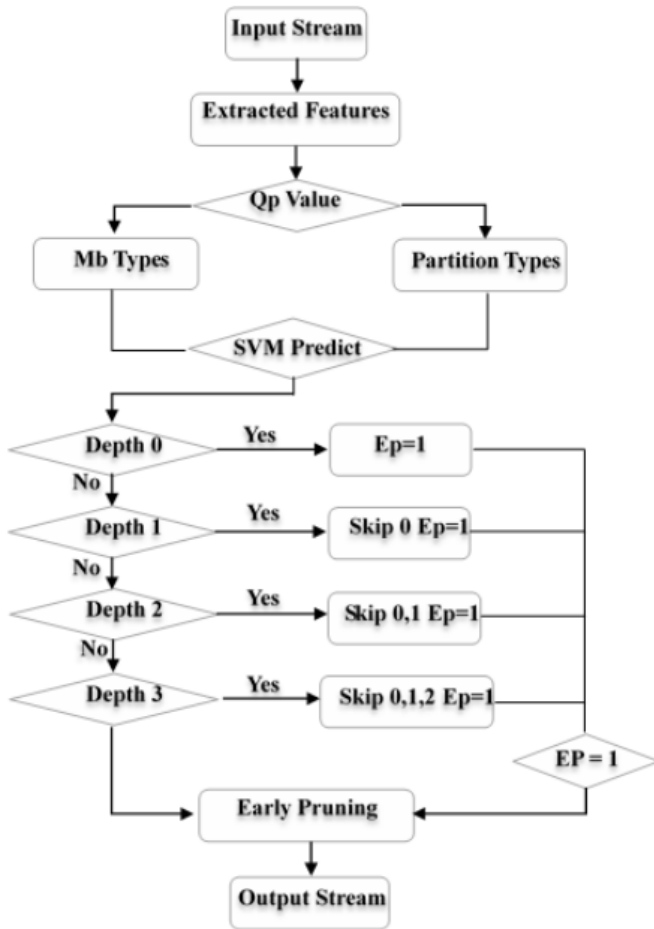 Input Stream
Extracted Features
Qp Value
Mb Types
Partition Types
SVM Predict
Depth 0
Yes
Ep=1
No
Depth 1
Yes
Skip 0 Ep=1
No
Depth 2
Yes
Skip 0,1 Ep=1
No
Depth 3
Yes
Skip 0,1,2 Ep=1
EP = 1
Early Pruning
Output Stream